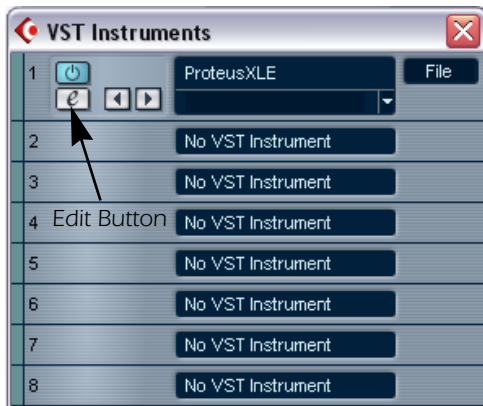 VST Instruments
1 ProteusXLE File
e
2 No VST Instrument
3 No VST Instrument
4 No VST Instrument
Edit Button
5 No VST Instrument
6 No VST Instrument
7 No VST Instrument
8 No VST Instrument